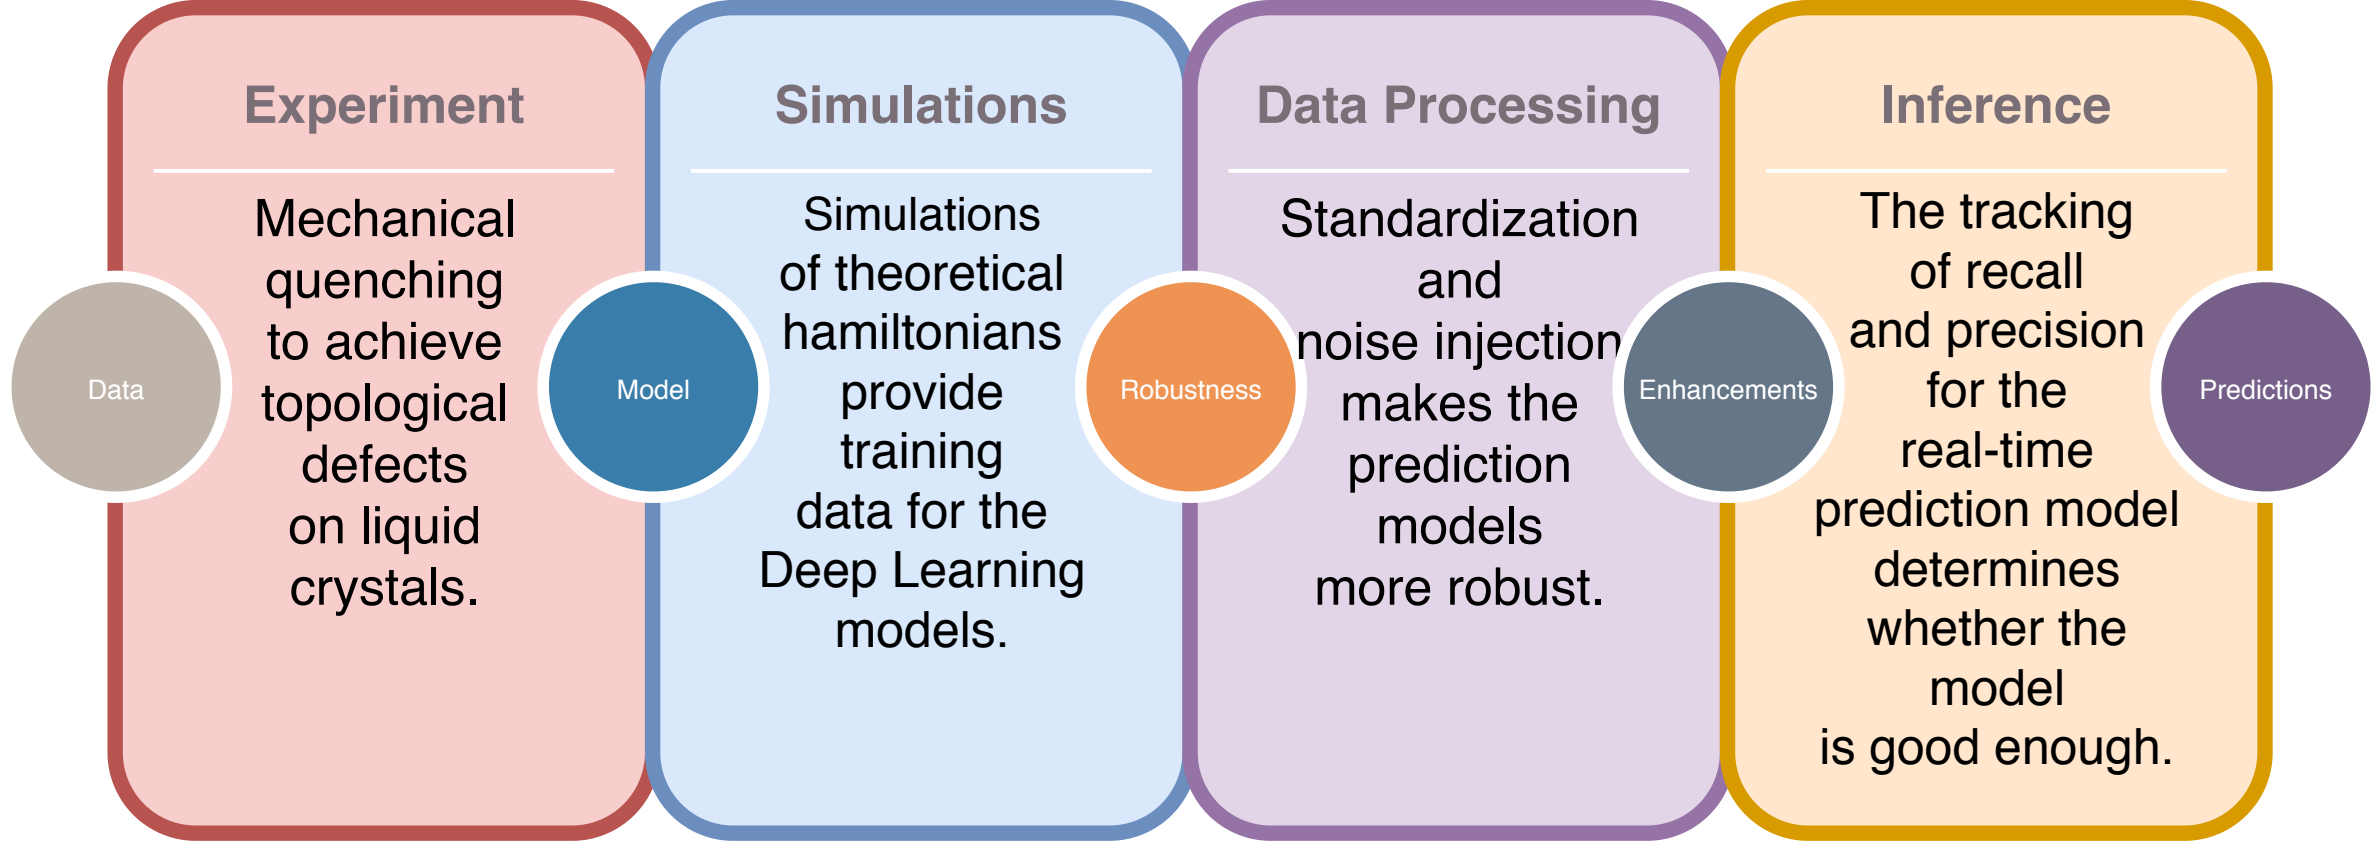 Experiment
Mechanical
quenching
to achieve
topological
defects
on liquid
crystals.
Simulations
Simulations
of theoretical
hamiltonians
provide
training
data for the
Deep Learning
models.
Data Processing
Standardization
and
noise injection
makes the
prediction
models
more robust.
Inference
The tracking
of recall
and precision
for the
real-time
prediction model
determines
whether the
model
is good enough.
Data
Model
Robustness
Enhancements
Predictions